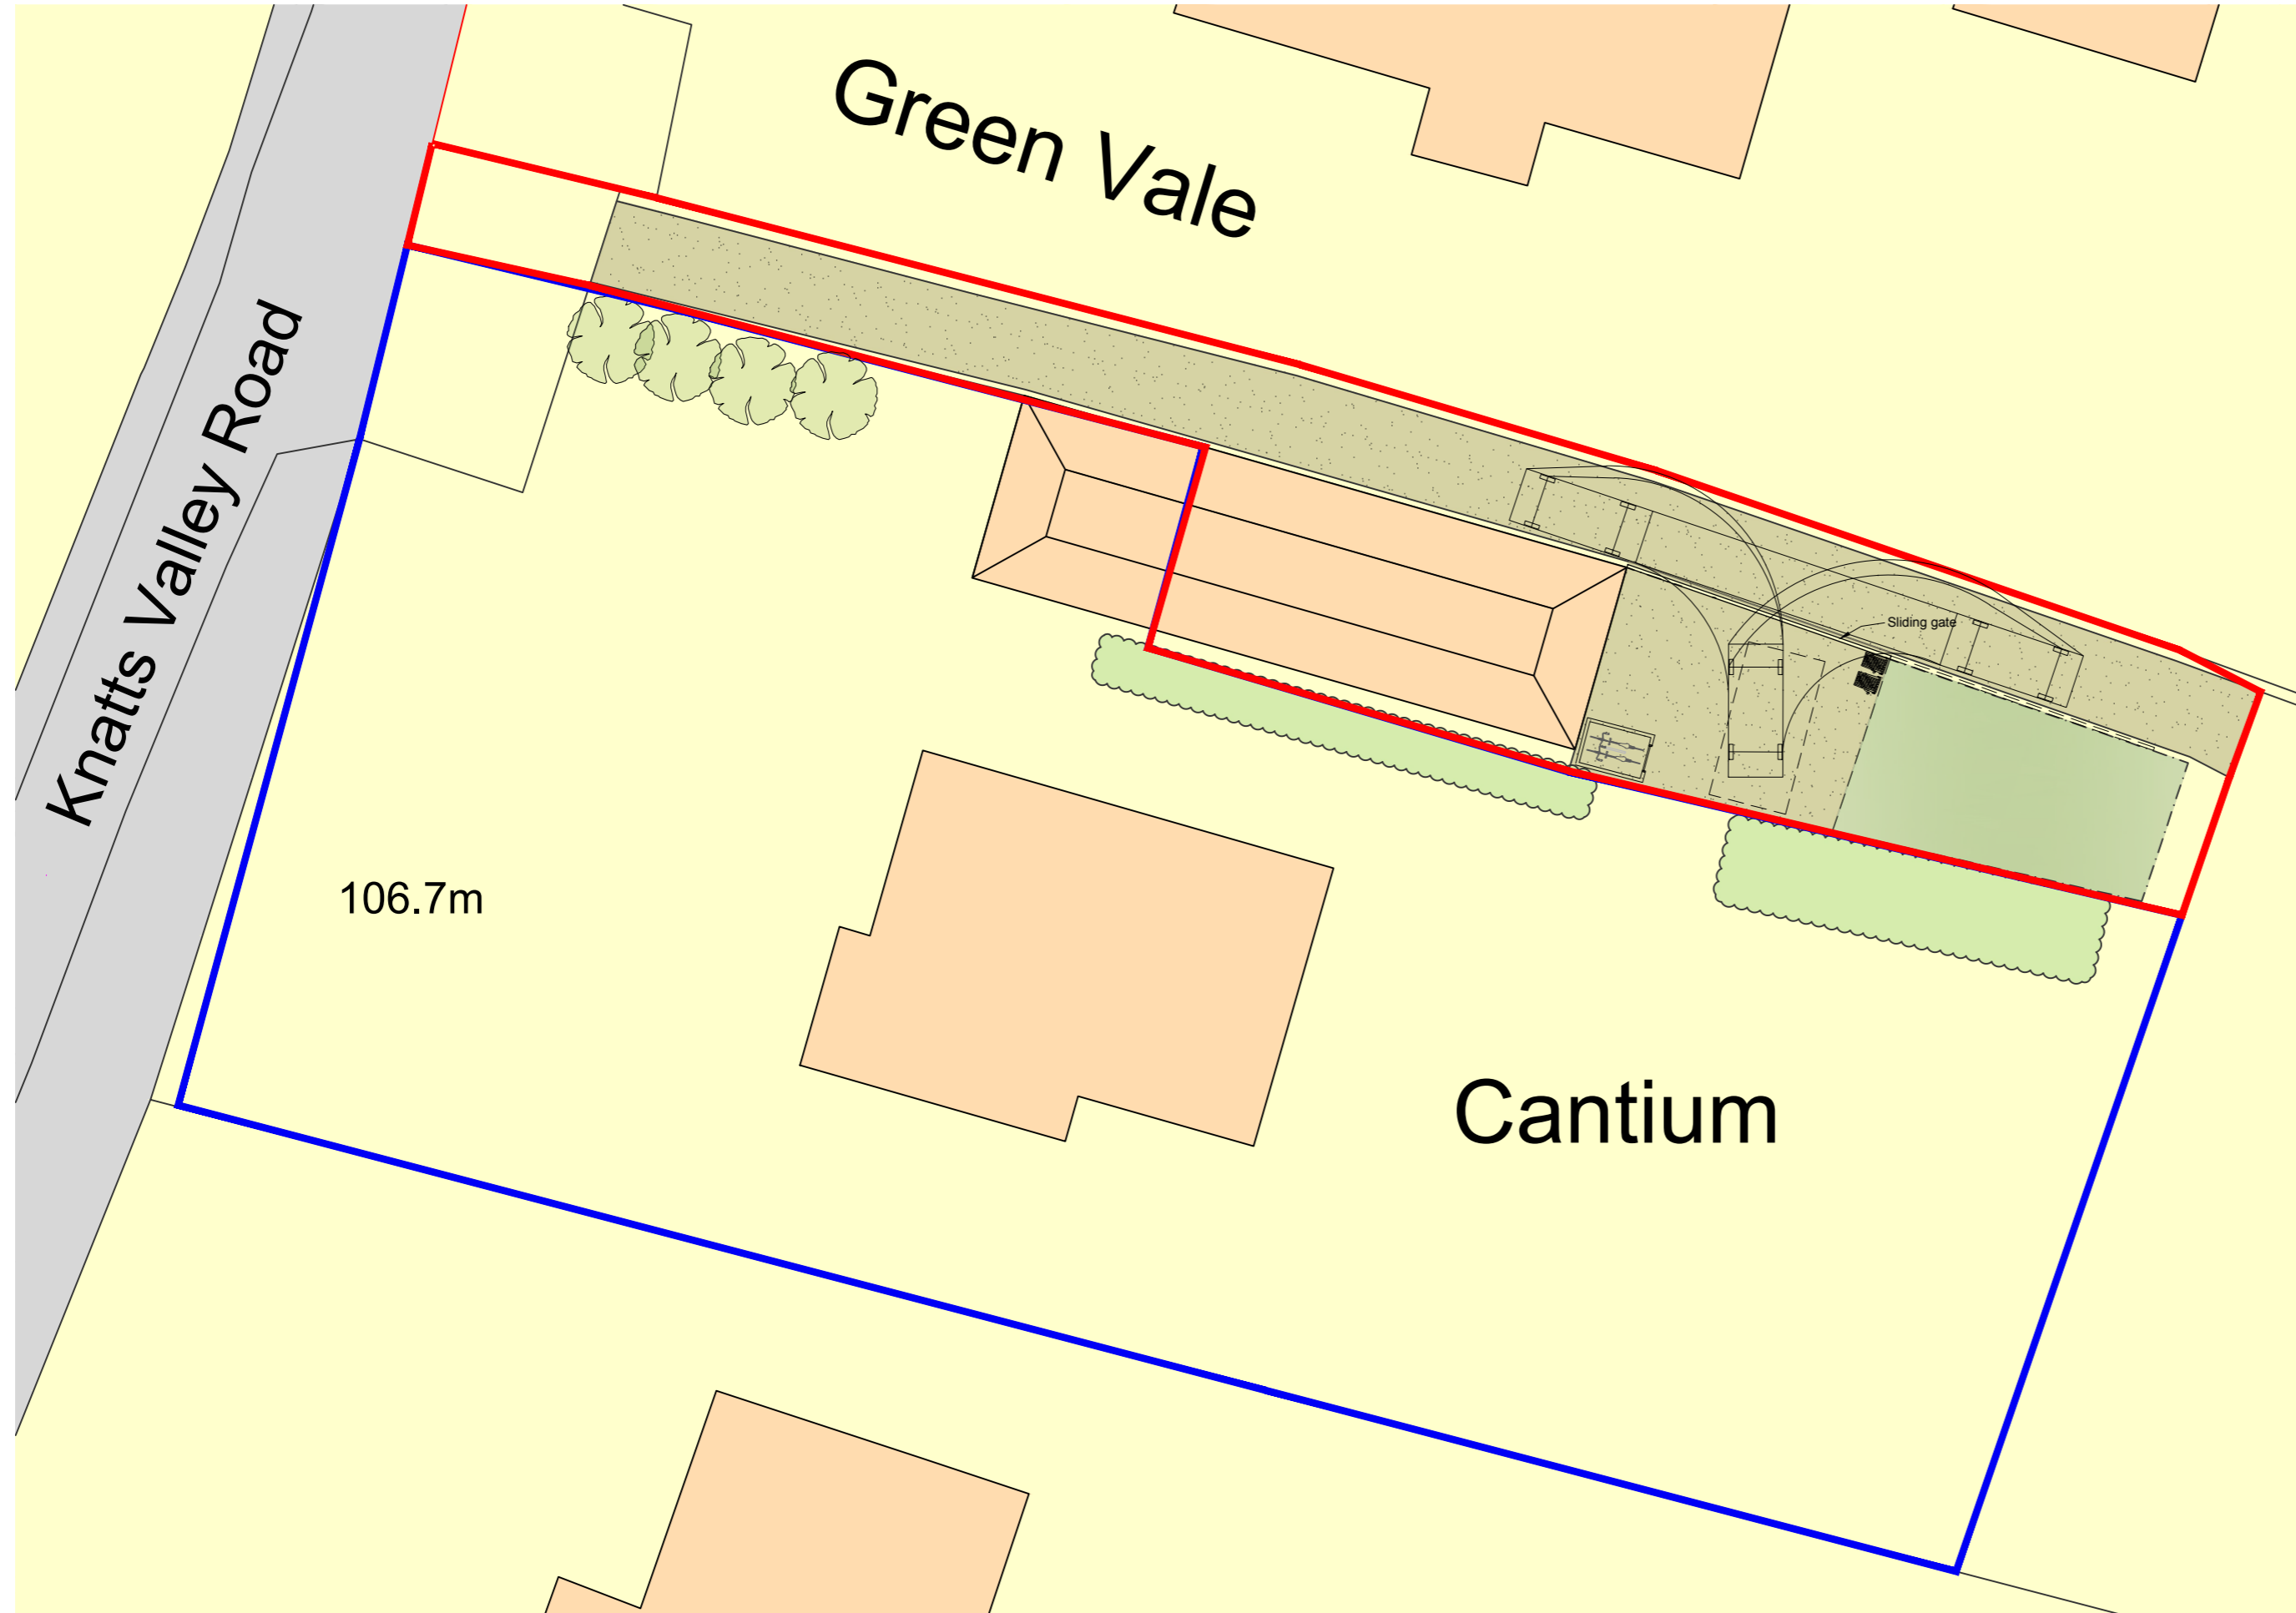 Green Vale
Knatts Valley Road
Sliding gate
106.7m
Cantium